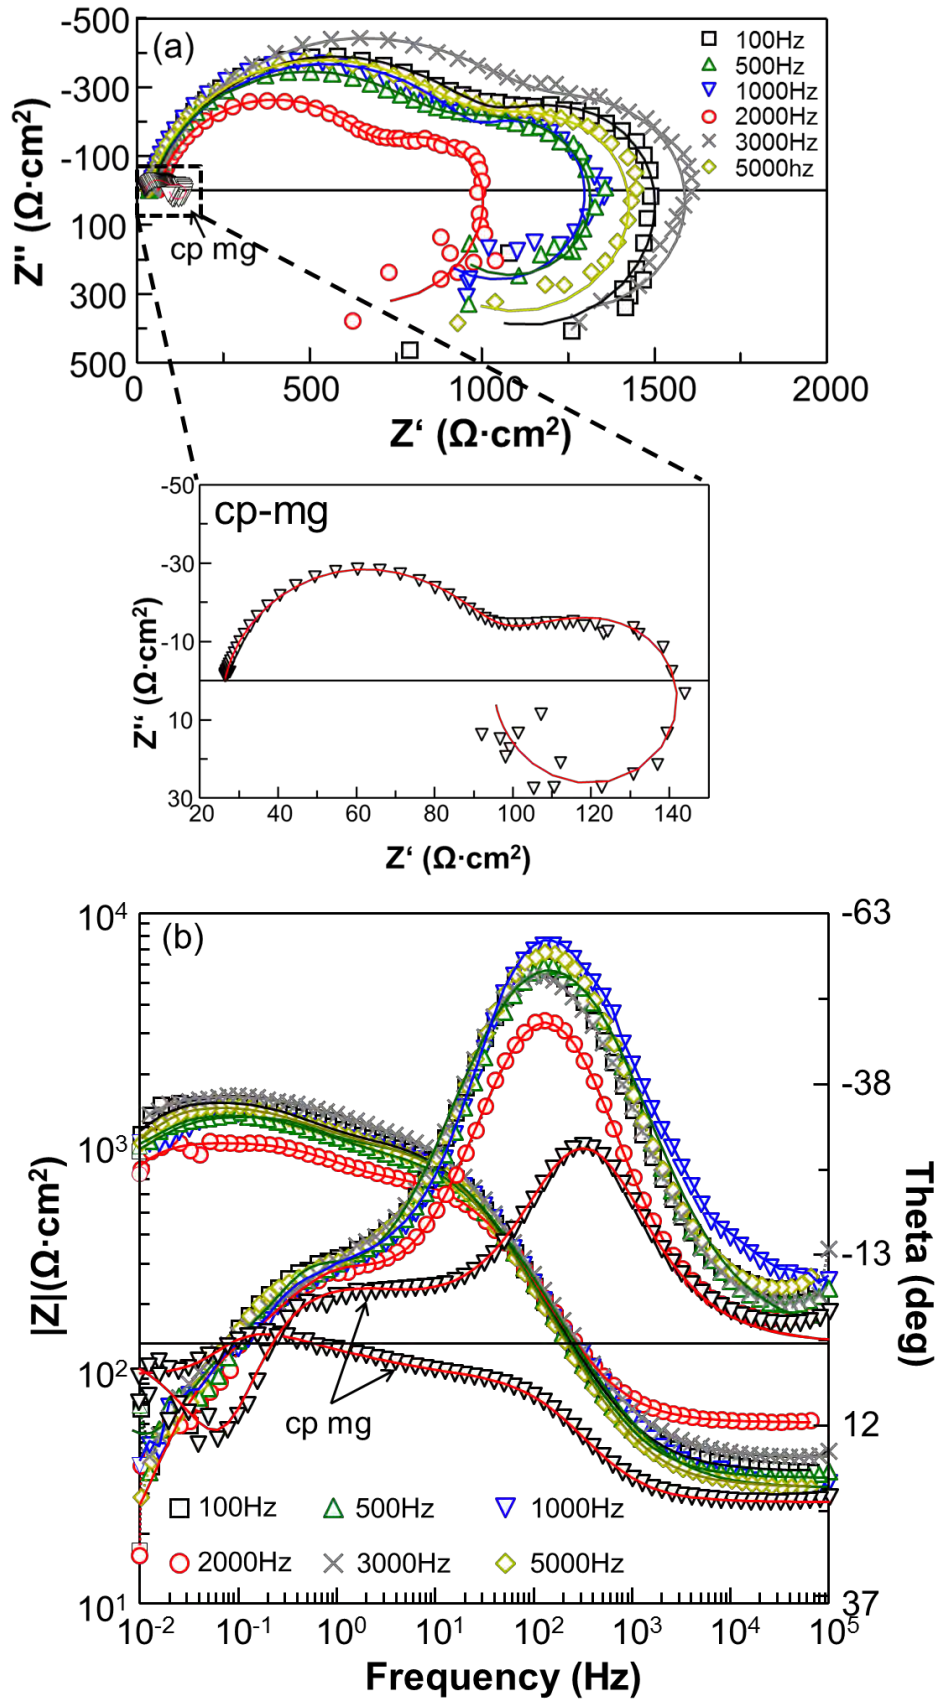 -500
-300
-100
100
300
500
Z'' (Ω·cm2)
(a)
100Hz
500Hz
1000Hz
2000Hz
3000Hz
5000hz
cp mg
0 500 1000 1500 2000
Z‘ (Ω·cm2)
-50
-30
-10
10
30
Z'' (Ω·cm2)
cp-mg
20 40 60 80 100 120 140
Z‘ (Ω·cm2)
104
103
102
101
|Z|(Ω·cm2)
(b)
-63
-38
-13
12
37
Theta (deg)
cp mg
100Hz 500Hz 1000Hz
2000Hz 3000Hz 5000Hz
10-2 10-1 100 101 102 103 104 105
Frequency (Hz)